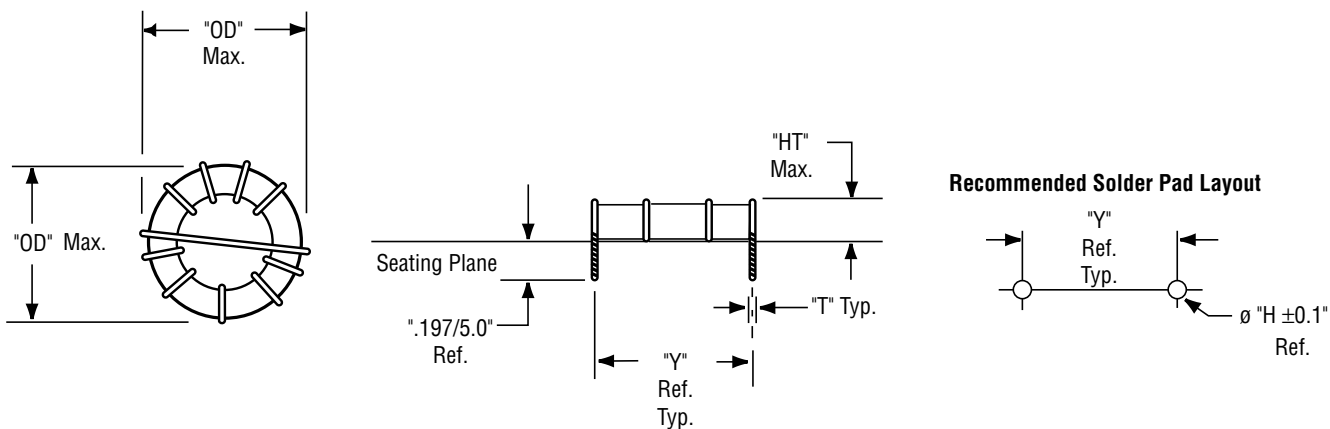 "OD"
Max.
"OD" Max.
Seating Plane
".197/5.0"
Ref.
"HT"
Max.
"T" Typ.
"Y"
Ref.
Typ.
Recommended Solder Pad Layout
"Y"
Ref.
Typ.
ø "H ±0.1"
Ref.